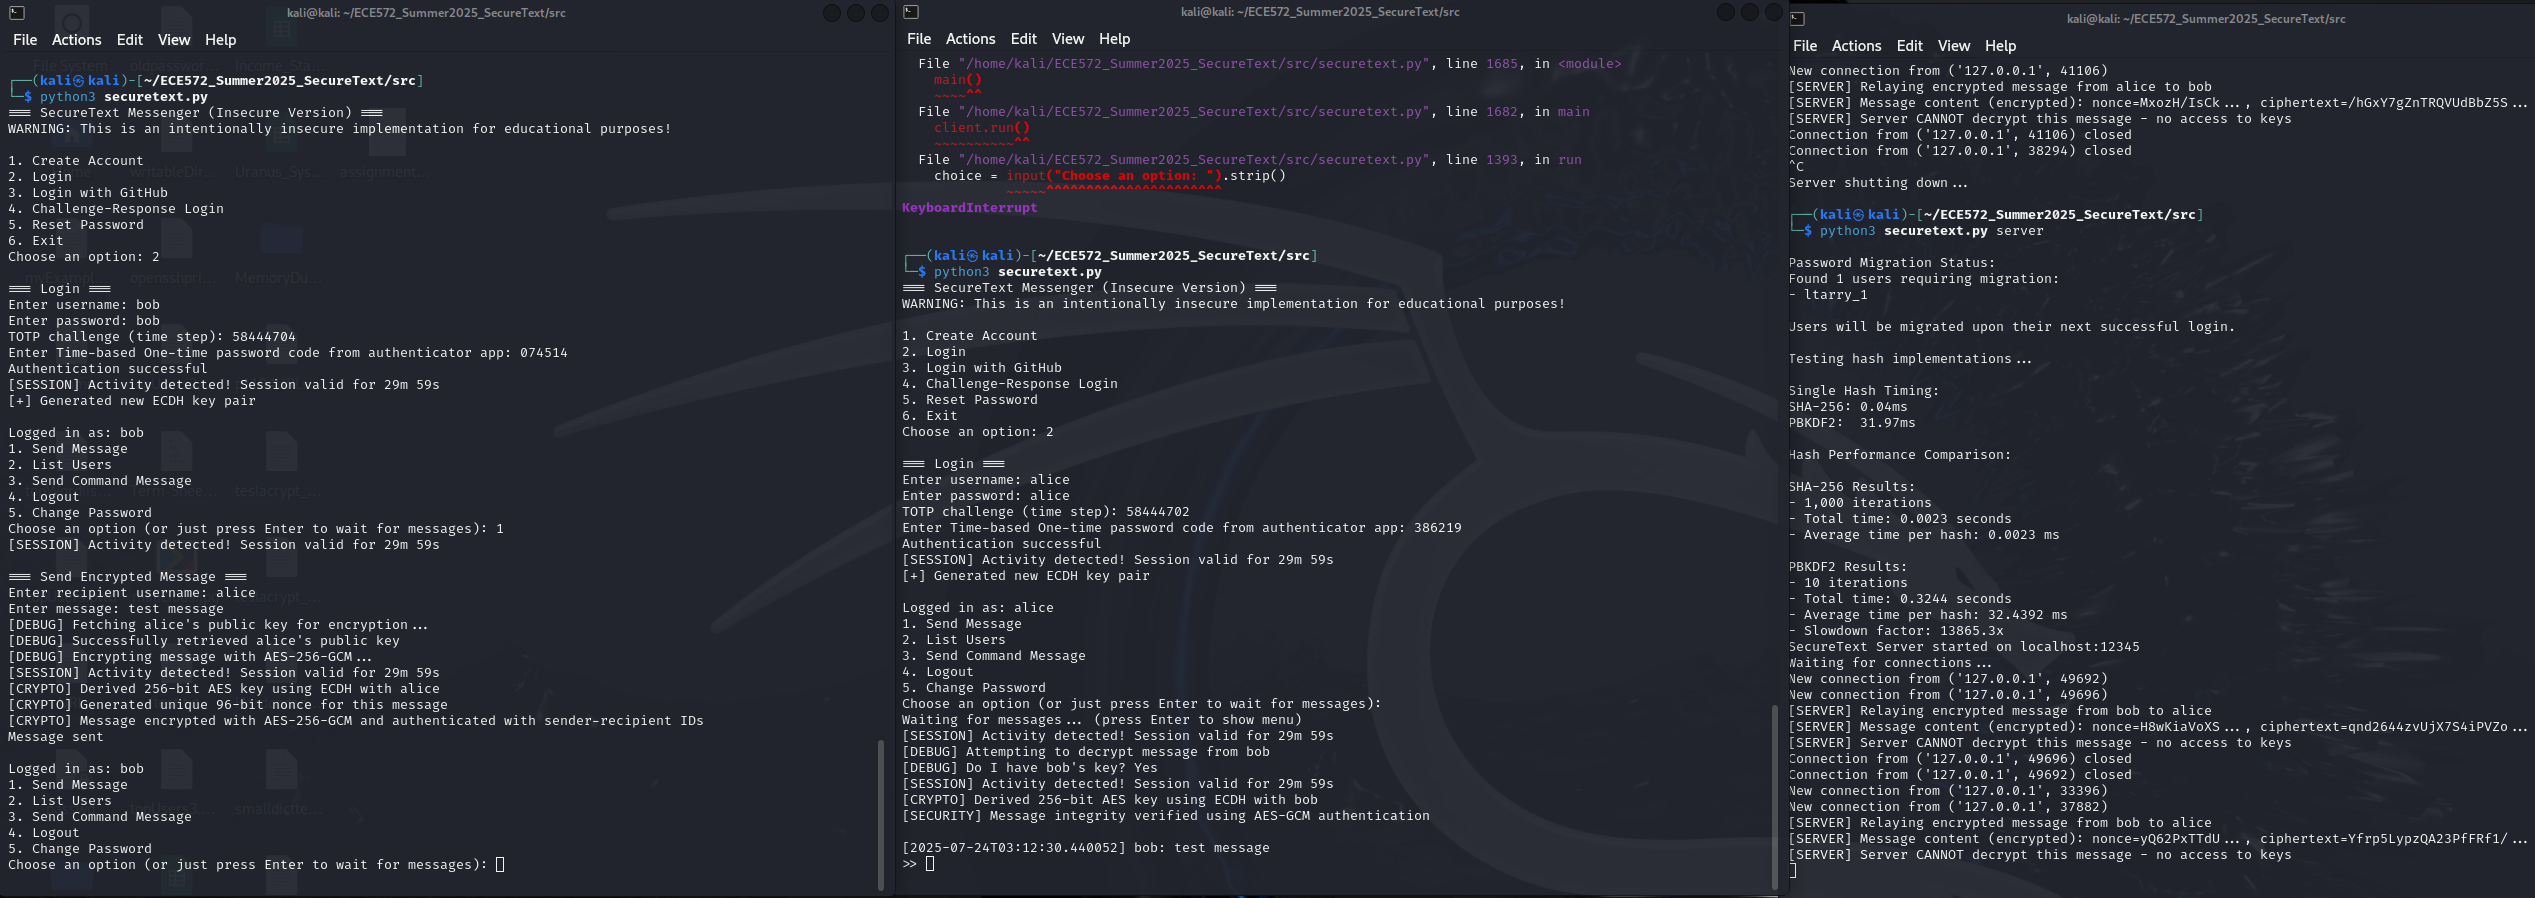 kali@kali: ~/ECE572_Summer2025_SecureText/src
File Actions Edit View Help
┌──(kali㉿kali)-[~/ECE572_Summer2025_SecureText/src]
└─$ python3 securetext.py
=== SecureText Messenger (Insecure Version) ===
WARNING: This is an intentionally insecure implementation for educational purposes!
1. Create Account
2. Login
3. Login with GitHub
4. Challenge-Response Login
5. Reset Password
6. Exit
Choose an option: 2
=== Login ===
Enter username: bob
Enter password: bob
TOTP challenge (time step): 58444704
Enter Time-based One-time password code from authenticator app: 074514
Authentication successful
[SESSION] Activity detected! Session valid for 29m 59s
[+] Generated new ECDH key pair
Logged in as: bob
1. Send Message
2. List Users
3. Send Command Message
4. Logout
5. Change Password
Choose an option (or just press Enter to wait for messages): 1
[SESSION] Activity detected! Session valid for 29m 59s
=== Send Encrypted Message ===
Enter recipient username: alice
Enter message: test message
[DEBUG] Fetching alice's public key for encryption...
[DEBUG] Successfully retrieved alice's public key
[DEBUG] Encrypting message with AES-256-GCM...
[SESSION] Activity detected! Session valid for 29m 59s
[CRYPTO] Derived 256-bit AES key using ECDH with alice
[CRYPTO] Generated unique 96-bit nonce for this message
[CRYPTO] Message encrypted with AES-256-GCM and authenticated with sender-recipient IDs
Message sent
Logged in as: bob
1. Send Message
2. List Users
3. Send Command Message
4. Logout
5. Change Password
Choose an option (or just press Enter to wait for messages):
kali@kali: ~/ECE572_Summer2025_SecureText/src
File Actions Edit View Help
File "/home/kali/ECE572_Summer2025_SecureText/src/securetext.py", line 1685, in <module>
main()
~~~~^^
File "/home/kali/ECE572_Summer2025_SecureText/src/securetext.py", line 1682, in main
client.run()
~~~~~~~~~~^^
File "/home/kali/ECE572_Summer2025_SecureText/src/securetext.py", line 1393, in run
choice = input("Choose an option: ").strip()
~~~~~^^^^^^^^^^^^^^^^^^^^^^
KeyboardInterrupt
┌──(kali㉿kali)-[~/ECE572_Summer2025_SecureText/src]
└─$ python3 securetext.py
=== SecureText Messenger (Insecure Version) ===
WARNING: This is an intentionally insecure implementation for educational purposes!
1. Create Account
2. Login
3. Login with GitHub
4. Challenge-Response Login
5. Reset Password
6. Exit
Choose an option: 2
=== Login ===
Enter username: alice
Enter password: alice
TOTP challenge (time step): 58444702
Enter Time-based One-time password code from authenticator app: 386219
Authentication successful
[SESSION] Activity detected! Session valid for 29m 59s
[+] Generated new ECDH key pair
Logged in as: alice
1. Send Message
2. List Users
3. Send Command Message
4. Logout
5. Change Password
Choose an option (or just press Enter to wait for messages):
Waiting for messages... (press Enter to show menu)
[SESSION] Activity detected! Session valid for 29m 59s
[DEBUG] Attempting to decrypt message from bob
[DEBUG] Do I have bob's key? Yes
[SESSION] Activity detected! Session valid for 29m 59s
[CRYPTO] Derived 256-bit AES key using ECDH with bob
[SECURITY] Message integrity verified using AES-GCM authentication
[2025-07-24T03:12:30.440052] bob: test message
>>
kali@kali: ~/ECE572_Summer2025_SecureText/src
File Actions Edit View Help
New connection from ('127.0.0.1', 41106)
[SERVER] Relaying encrypted message from alice to bob
[SERVER] Message content (encrypted): nonce=MxozH/IsCk..., ciphertext=/hGxY7gZnTRQVUdBbZ5S...
[SERVER] Server CANNOT decrypt this message - no access to keys
Connection from ('127.0.0.1', 41106) closed
Connection from ('127.0.0.1', 38294) closed
^C
Server shutting down...
┌──(kali㉿kali)-[~/ECE572_Summer2025_SecureText/src]
└─$ python3 securetext.py server
Password Migration Status:
Found 1 users requiring migration:
- ltarry_1
Users will be migrated upon their next successful login.
Testing hash implementations...
Single Hash Timing:
SHA-256: 0.04ms
PBKDF2: 31.97ms
Hash Performance Comparison:
SHA-256 Results:
- 1,000 iterations
- Total time: 0.0023 seconds
- Average time per hash: 0.0023 ms
PBKDF2 Results:
- 10 iterations
- Total time: 0.3244 seconds
- Average time per hash: 32.4392 ms
- Slowdown factor: 13865.3x
SecureText Server started on localhost:12345
Waiting for connections...
New connection from ('127.0.0.1', 49692)
New connection from ('127.0.0.1', 49696)
[SERVER] Relaying encrypted message from bob to alice
[SERVER] Message content (encrypted): nonce=H8wKiaVoXS..., ciphertext=qnd2644zvUjX7S4iPVZo...
[SERVER] Server CANNOT decrypt this message - no access to keys
Connection from ('127.0.0.1', 49696) closed
Connection from ('127.0.0.1', 49692) closed
New connection from ('127.0.0.1', 33396)
New connection from ('127.0.0.1', 37882)
[SERVER] Relaying encrypted message from bob to alice
[SERVER] Message content (encrypted): nonce=yQ62PxTTdU..., ciphertext=Yfrp5LypzQA23PfFRf1/...
[SERVER] Server CANNOT decrypt this message - no access to keys